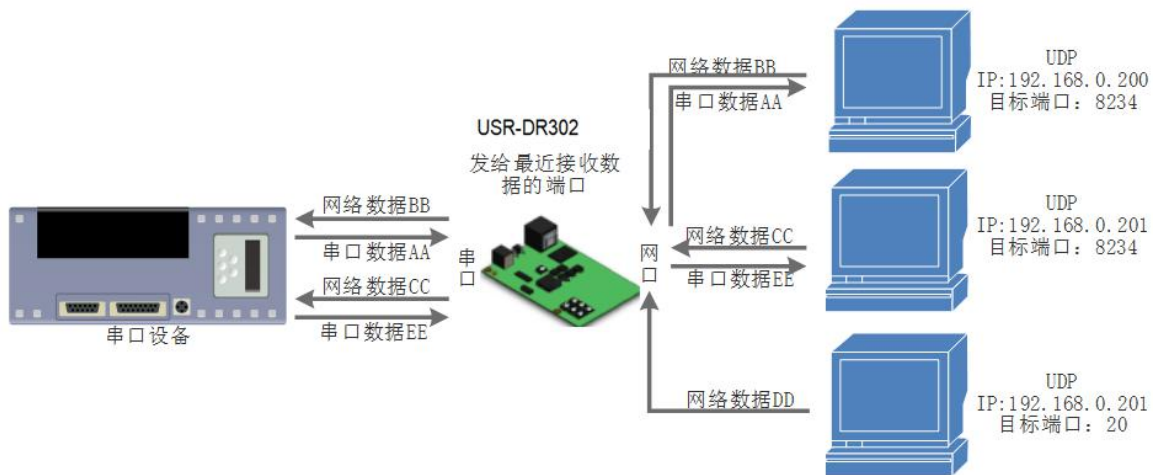 网络数据BB
串口数据AA
网络数据CC
串口数据EE
串口设备
USR-DR302
发给最近接收数
据的端口
串口
网口
网络数据BB
串口数据AA
网络数据CC
串口数据EE
网络数据DD
UDP
IP:192.168.0.200
目标端口：8234
UDP
IP:192.168.0.201
目标端口：8234
UDP
IP:192.168.0.201
目标端口：20